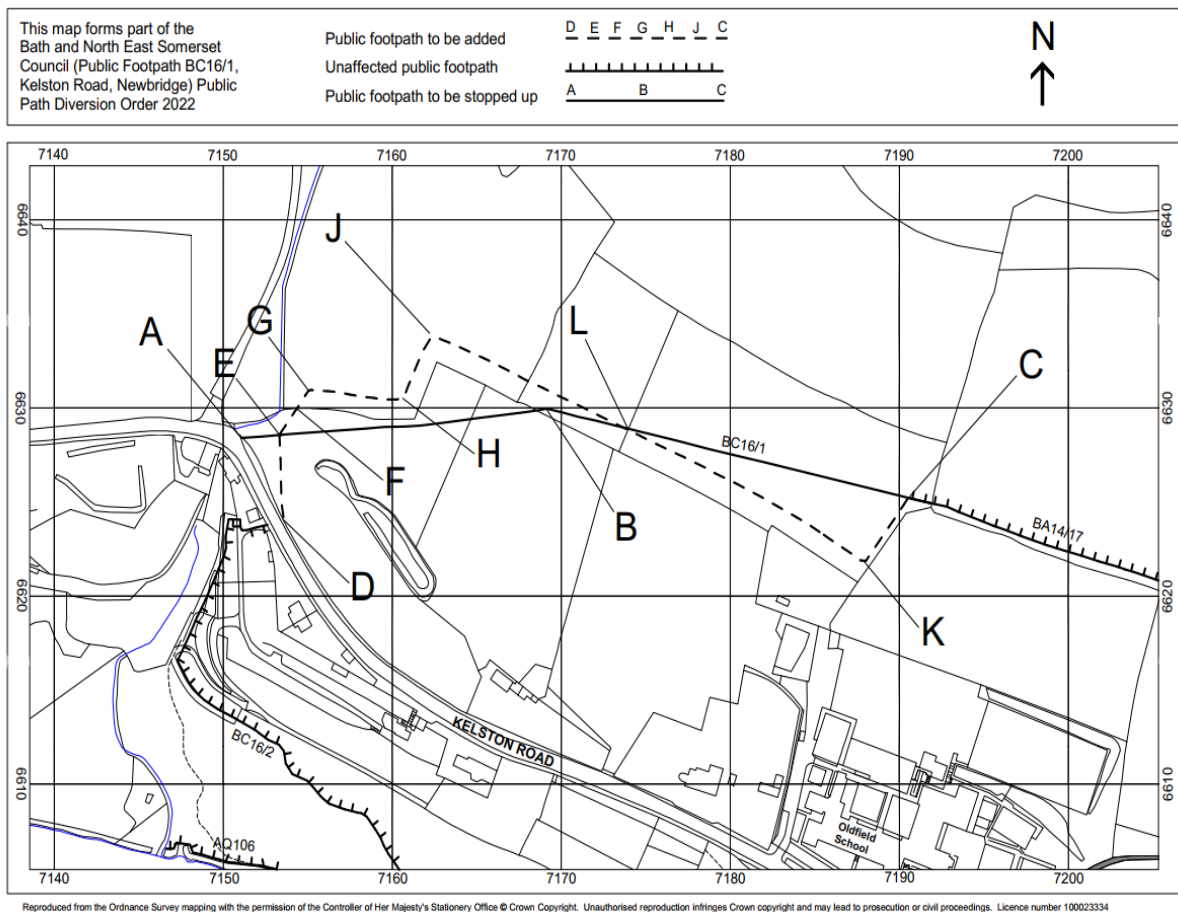 This map forms part of the
Bath and North East Somerset
Council (Public Footpath BC16/1,
Kelston Road, Newbridge) Public
Path Diversion Order 2022
Public footpath to be added
D E F G H J C
Unaffected public footpath
Public footpath to be stopped up
A B C
N
7140 7150 7160 7170 7180 7190 7200
6640 6640
J
G
L
A
E
C
6630 6630
BC16/1
H
F
B
BA14/17
D
6620 6620
K
KELSTON ROAD
BC16/2
6610 6610
Oldfield
School
AQ106
7140 7150 7160 7170 7180 7190 7200
Reproduced from the Ordnance Survey mapping with the permission of the Controller of Her Majesty's Stationery Office © Crown Copyright. Unauthorised reproduction infringes Crown copyright and may lead to prosecution or civil proceedings. Licence number 100023334